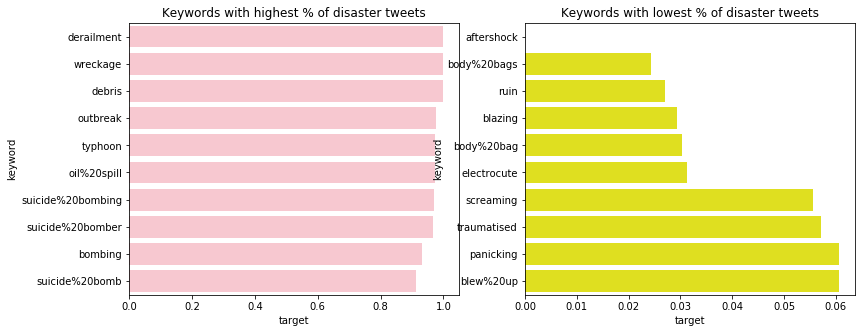 Keywords with highest % of disaster tweets
keyword
derailment
wreckage
debris
outbreak
typhoon
oil%20spill
suicide%20bombing
suicide%20bomber
bombing
suicide%20bomb
0.0 0.2 0.4 0.6 0.8 1.0
target
Keywords with lowest % of disaster tweets
keyword
aftershock
body%20bags
ruin
blazing
body%20bag
electrocute
screaming
traumatised
panicking
blew%20up
0.00 0.01 0.02 0.03 0.04 0.05 0.06
target